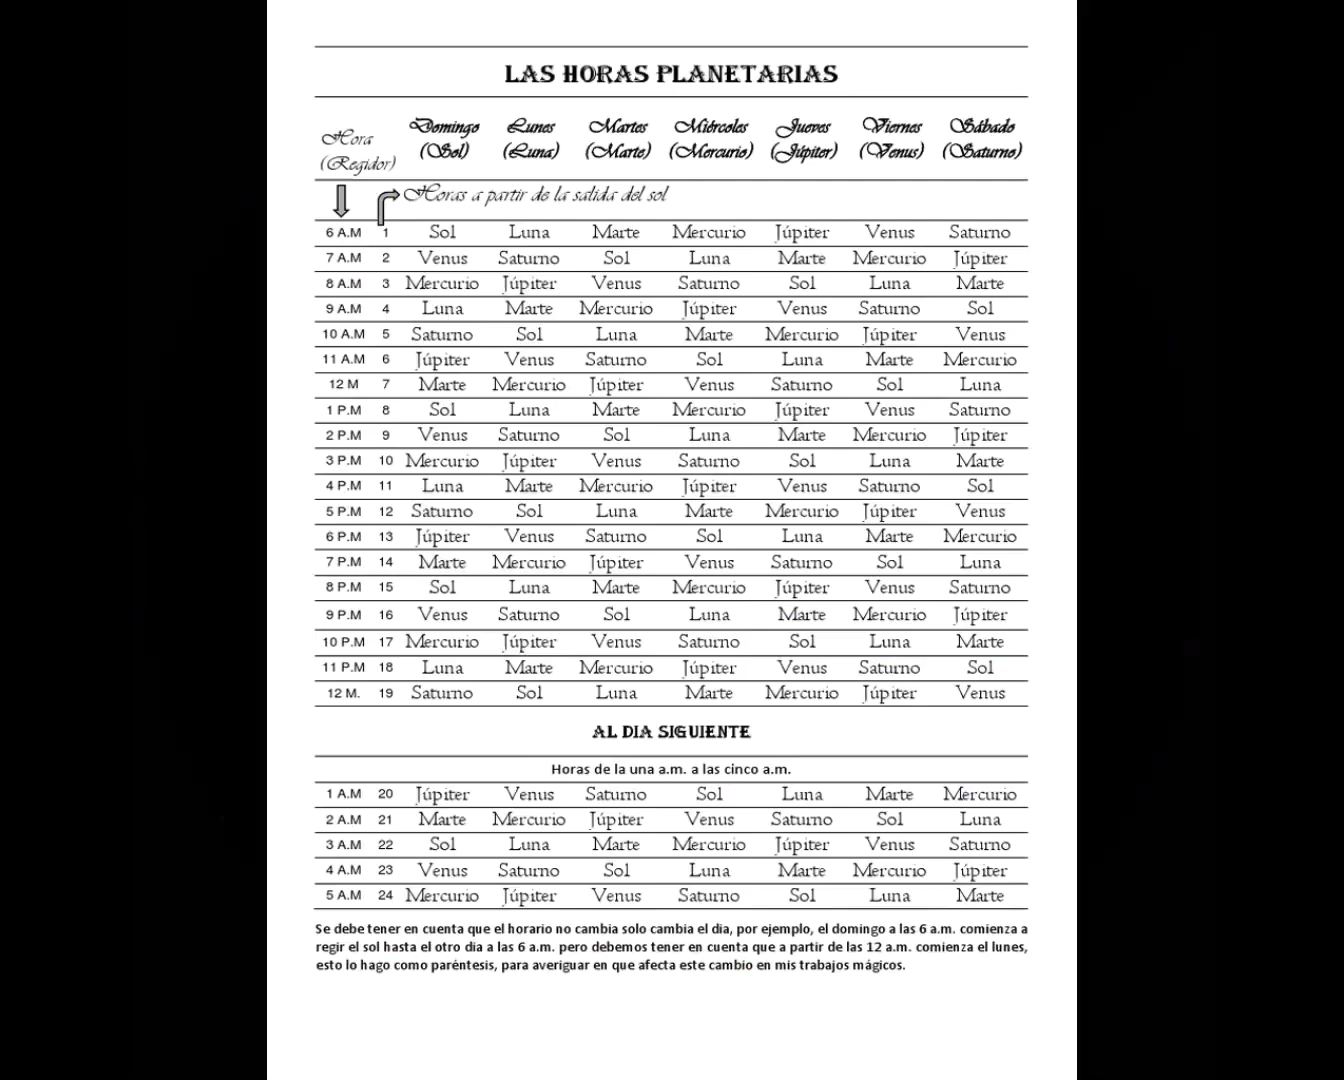 LAS HORAS PLANETARIAS
Hora (Regidor) Domingo (Sol) Lunes (Luna) Martes (Marte) Miércoles (Mercurio) Jueves (Júpiter) Viernes (Venus) Sábado (Saturno)
Horas a partir de la salida del sol
6 A.M 1 Sol Luna Marte Mercurio Júpiter Venus Saturno
7 A.M 2 Venus Saturno Sol Luna Marte Mercurio Júpiter
8 A.M 3 Mercurio Júpiter Venus Saturno Sol Luna Marte
9 A.M 4 Luna Marte Mercurio Júpiter Venus Saturno Sol
10 A.M 5 Saturno Sol Luna Marte Mercurio Júpiter Venus
11 A.M 6 Júpiter Venus Saturno Sol Luna Marte Mercurio
12 M 7 Marte Mercurio Júpiter Venus Saturno Sol Luna
1 P.M 8 Sol Luna Marte Mercurio Júpiter Venus Saturno
2 P.M 9 Venus Saturno Sol Luna Marte Mercurio Júpiter
3 P.M 10 Mercurio Júpiter Venus Saturno Sol Luna Marte
4 P.M 11 Luna Marte Mercurio Júpiter Venus Saturno Sol
5 P.M 12 Saturno Sol Luna Marte Mercurio Júpiter Venus
6 P.M 13 Júpiter Venus Saturno Sol Luna Marte Mercurio
7 P.M 14 Marte Mercurio Júpiter Venus Saturno Sol Luna
8 P.M 15 Sol Luna Marte Mercurio Júpiter Venus Saturno
9 P.M 16 Venus Saturno Sol Luna Marte Mercurio Júpiter
10 P.M 17 Mercurio Júpiter Venus Saturno Sol Luna Marte
11 P.M 18 Luna Marte Mercurio Júpiter Venus Saturno Sol
12 M. 19 Saturno Sol Luna Marte Mercurio Júpiter Venus
AL DIA SIGUIENTE
Horas de la una a.m. a las cinco a.m.
1 A.M 20 Júpiter Venus Saturno Sol Luna Marte Mercurio
2 A.M 21 Marte Mercurio Júpiter Venus Saturno Sol Luna
3 A.M 22 Sol Luna Marte Mercurio Júpiter Venus Saturno
4 A.M 23 Venus Saturno Sol Luna Marte Mercurio Júpiter
5 A.M 24 Mercurio Júpiter Venus Saturno Sol Luna Marte
Se debe tener en cuenta que el horario no cambia solo cambia el dia, por ejemplo, el domingo a las 6 a.m. comienza a
regir el sol hasta el otro dia a las 6 a.m. pero debemos tener en cuenta que a partir de las 12 a.m. comienza el lunes,
esto lo hago como paréntesis, para averiguar en que afecta este cambio en mis trabajos mágicos.